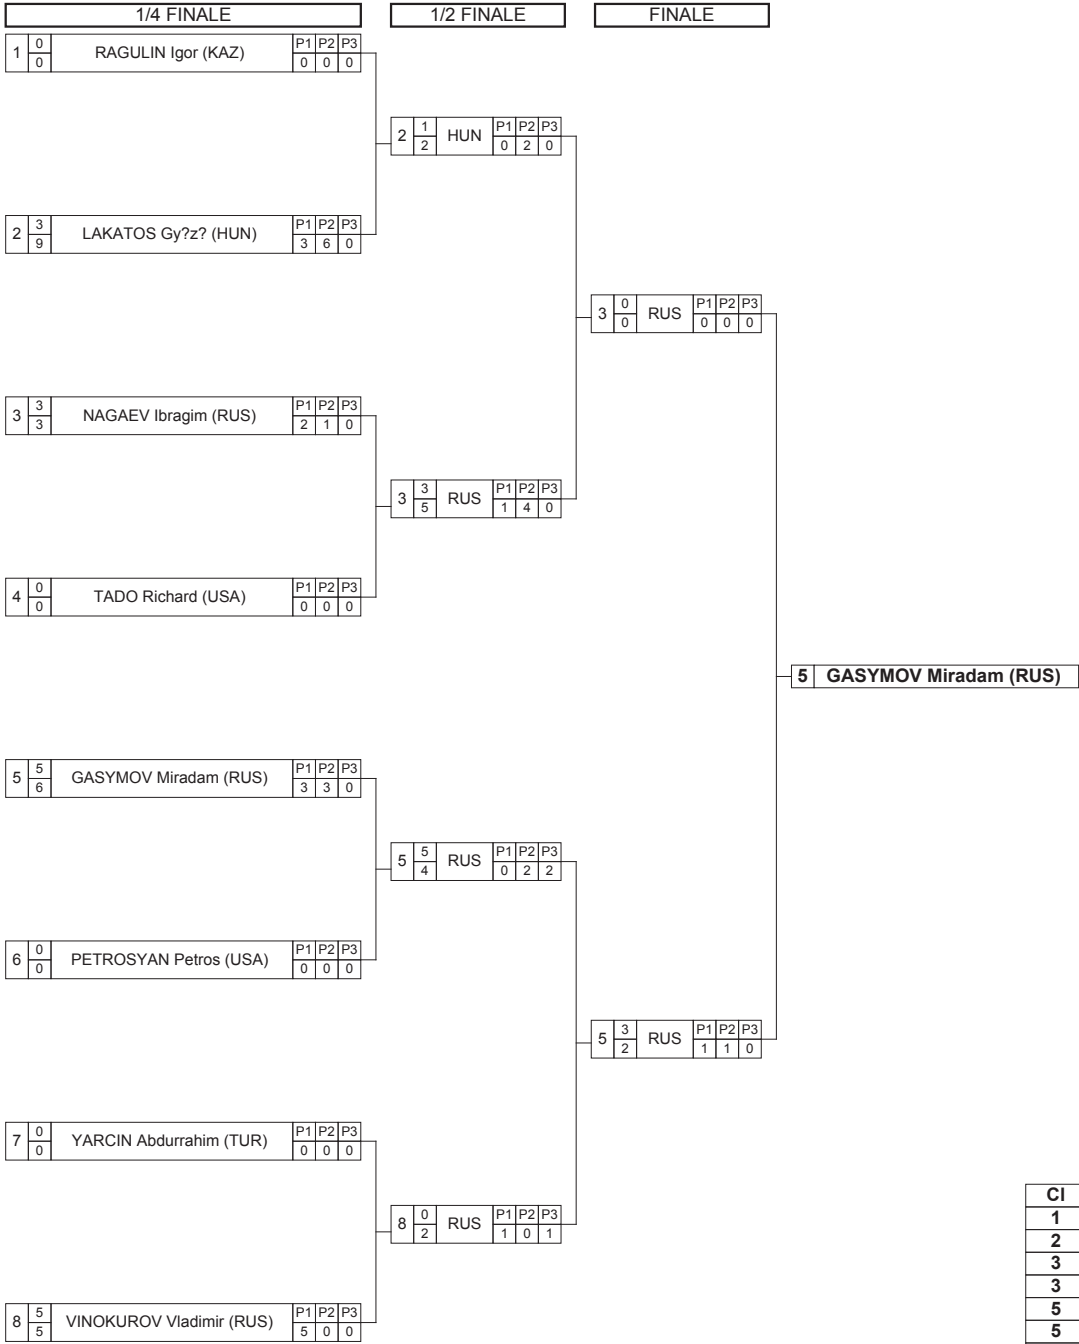 1/4 FINALE 1/2 FINALE FINALE
0 P1 P2 P3
1 RAGULIN Igor (KAZ)
0 0 0 0
1 P1 P2 P3
2 HUN
2 0 2 0
3 P1 P2 P3
2 LAKATOS Gy?z? (HUN)
9 3 6 0
0 P1 P2 P3
3 RUS
0 0 0 0
3 P1 P2 P3
3 NAGAEV Ibragim (RUS)
3 2 1 0
3 P1 P2 P3
3 RUS
5 1 4 0
0 P1 P2 P3
4 TADO Richard (USA)
0 0 0 0
5 GASYMOV Miradam (RUS)
5 P1 P2 P3
5 GASYMOV Miradam (RUS)
6 3 3 0
5 P1 P2 P3
5 RUS
4 0 2 2
0 P1 P2 P3
6 PETROSYAN Petros (USA)
0 0 0 0
3 P1 P2 P3
5 RUS
2 1 1 0
0 P1 P2 P3
7 YARCIN Abdurrahim (TUR)
0 0 0 0
0 P1 P2 P3
8 RUS
2 1 0 1
5 P1 P2 P3
8 VINOKUROV Vladimir (RUS)
5 5 0 0
Cl
1
2
3
3
5
5